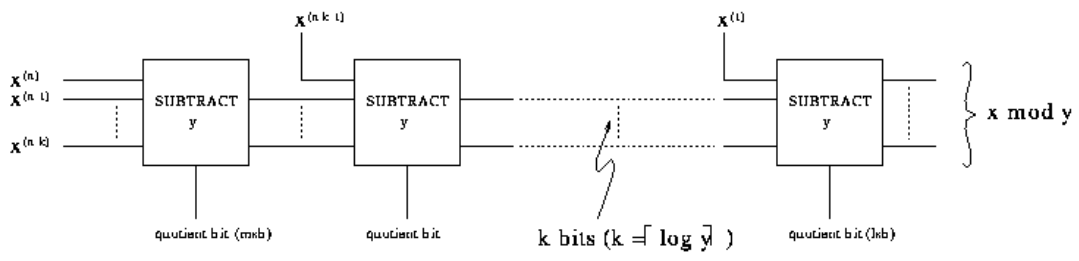 x(n k 1)
x(1)
x(n)
x(n 1)
x(n k)
SUBTRACT
y
SUBTRACT
y
SUBTRACT
y
x mod y
quotient bit (msb)
quotient bit
k bits (k = ⌈ log y ⌉ )
quotient bit (lsb)